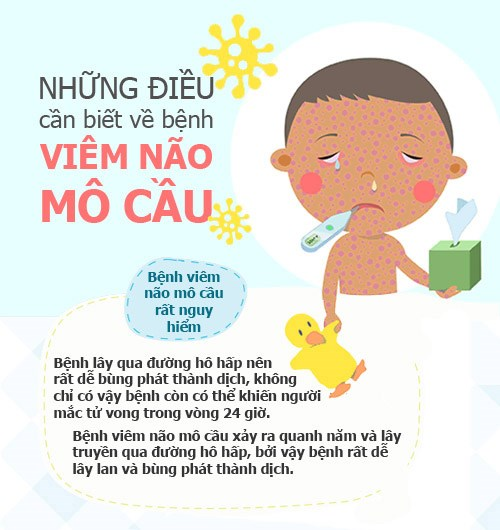 NHỮNG ĐIỀU
cần biết về bệnh
VIÊM NÃO
MÔ CẦU
Bệnh viêm
não mô cầu
rất nguy
hiểm
Bệnh lây qua đường hô hấp nên
rất dễ bùng phát thành dịch, không
chỉ có vậy bệnh còn có thể khiến người
mắc tử vong trong vòng 24 giờ.
Bệnh viêm não mô cầu xảy ra quanh năm và lây
truyền qua đường hô hấp, bởi vậy bệnh rất dễ
lây lan và bùng phát thành dịch.